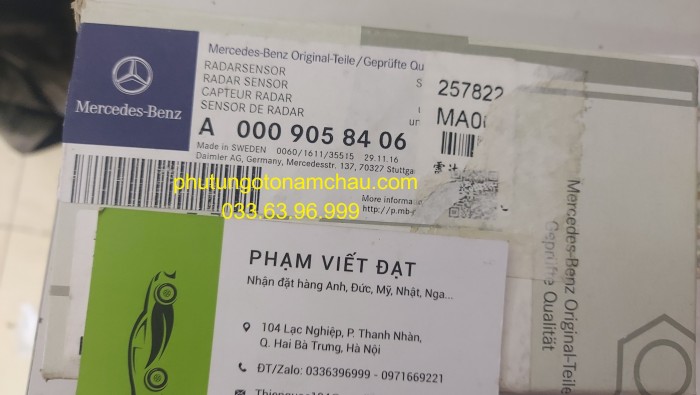 Mercedes-Benz
Mercedes-Benz Original-Teile/Geprüfte Qu
RADARSENSOR
RADAR SENSOR
CAPTEUR RADAR
SENSOR DE RADAR
A 000 905 84 06
Made in SWEDEN 0060/1611/35515 29.11.16
Daimler AG, Germany, Mercedesstr. 137, 70327 Stuttgar
More informa
http://p.mb-
S 257822
MA00
phutungotonamchau.com
033.63.96.999
Mercedes-Benz Original-Teile
Geprüfte Qualität
PHẠM VIẾT ĐẠT
Nhận đặt hàng Anh, Đức, Mỹ, Nhật, Nga...
104 Lạc Nghiệp, P. Thanh Nhàn,
Q. Hai Bà Trưng, Hà Nội
ĐT/Zalo: 0336396999 - 0971669221